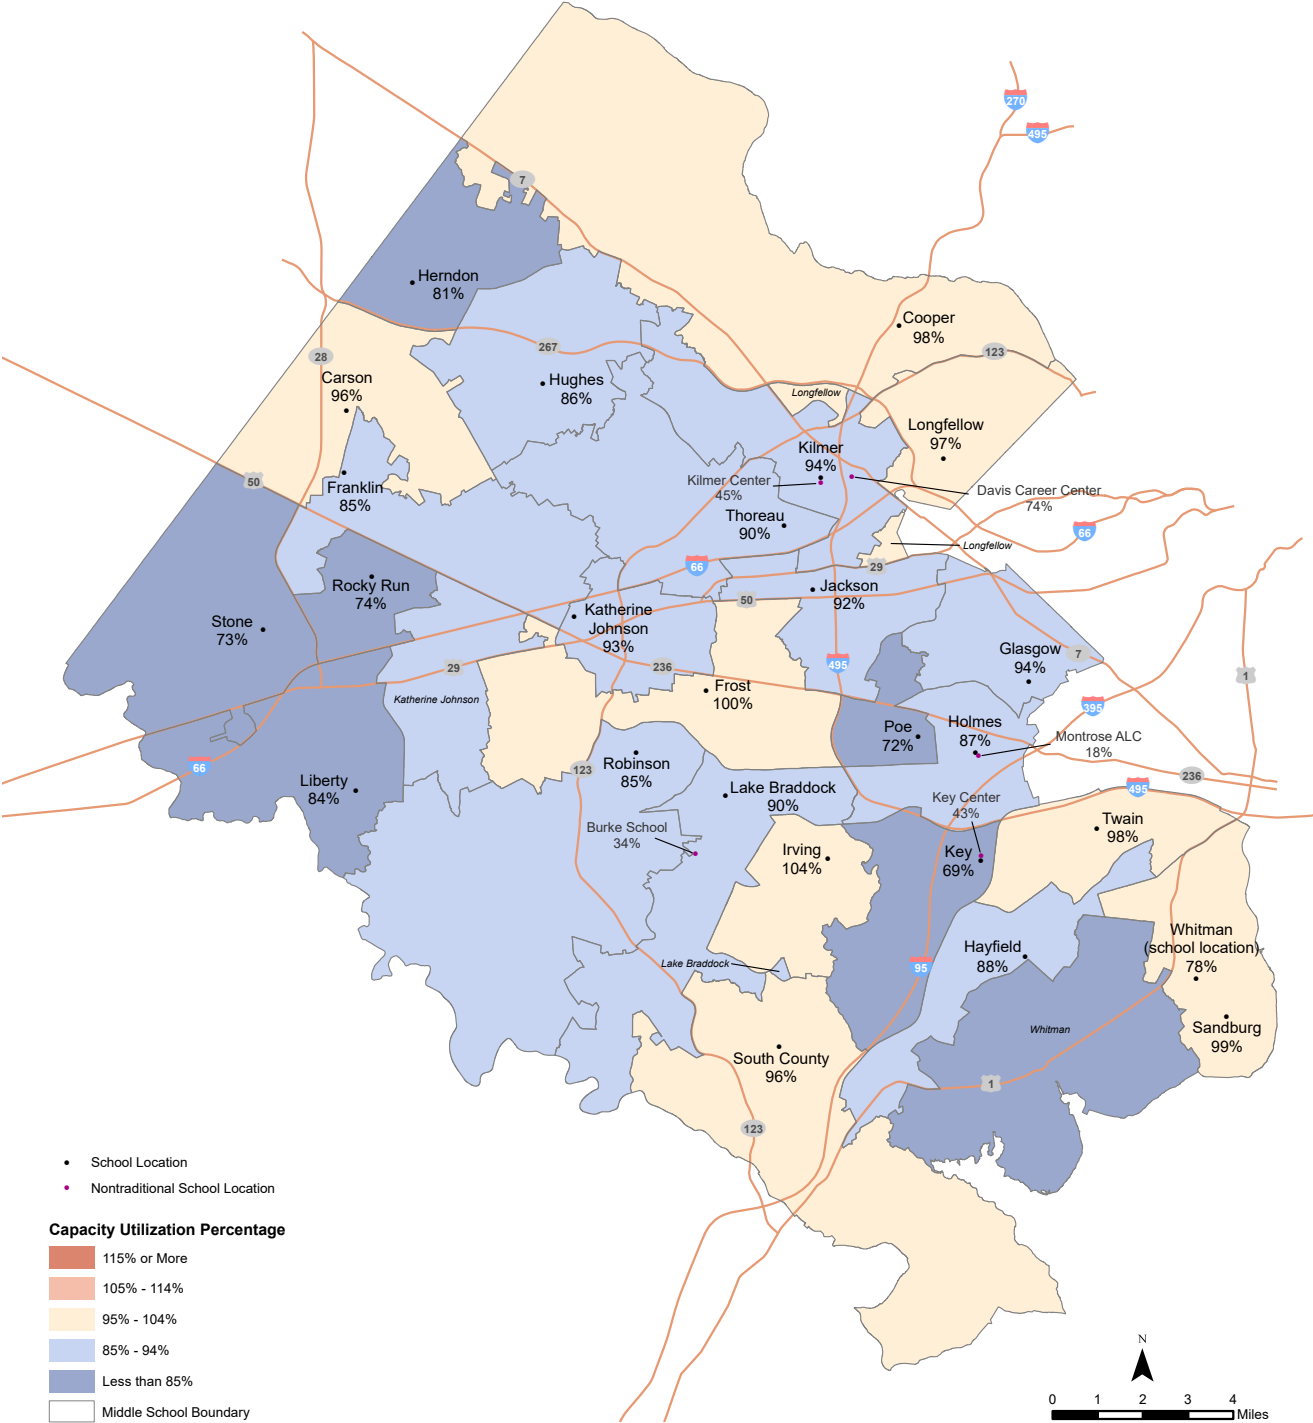 270
495
7
Herndon
81%
Cooper
98%
123
267
28
Carson
96%
Hughes
86%
Longfellow
Longfellow
97%
Kilmer
94%
Kilmer Center
45%
Davis Career Center
74%
50
Franklin
85%
Thoreau
90%
66
Longfellow
66
29
Rocky Run
74%
Jackson
92%
50
Katherine
Johnson
93%
Stone
73%
Glasgow
94%
7
495
236
29
1
Katherine Johnson
Frost
100%
395
Poe
72%
Holmes
87%
Montrose ALC
18%
66
123
Robinson
85%
236
Liberty
84%
Lake Braddock
90%
495
Key Center
43%
Burke School
34%
Twain
98%
Irving
104%
Key
69%
Whitman
(school location)
78%
Hayfield
88%
Lake Braddock
95
Whitman
Sandburg
99%
South County
96%
1
123
School Location
Nontraditional School Location
Capacity Utilization Percentage
115% or More
105% - 114%
95% - 104%
85% - 94%
Less than 85%
Middle School Boundary
N
0 1 2 3 4
Miles